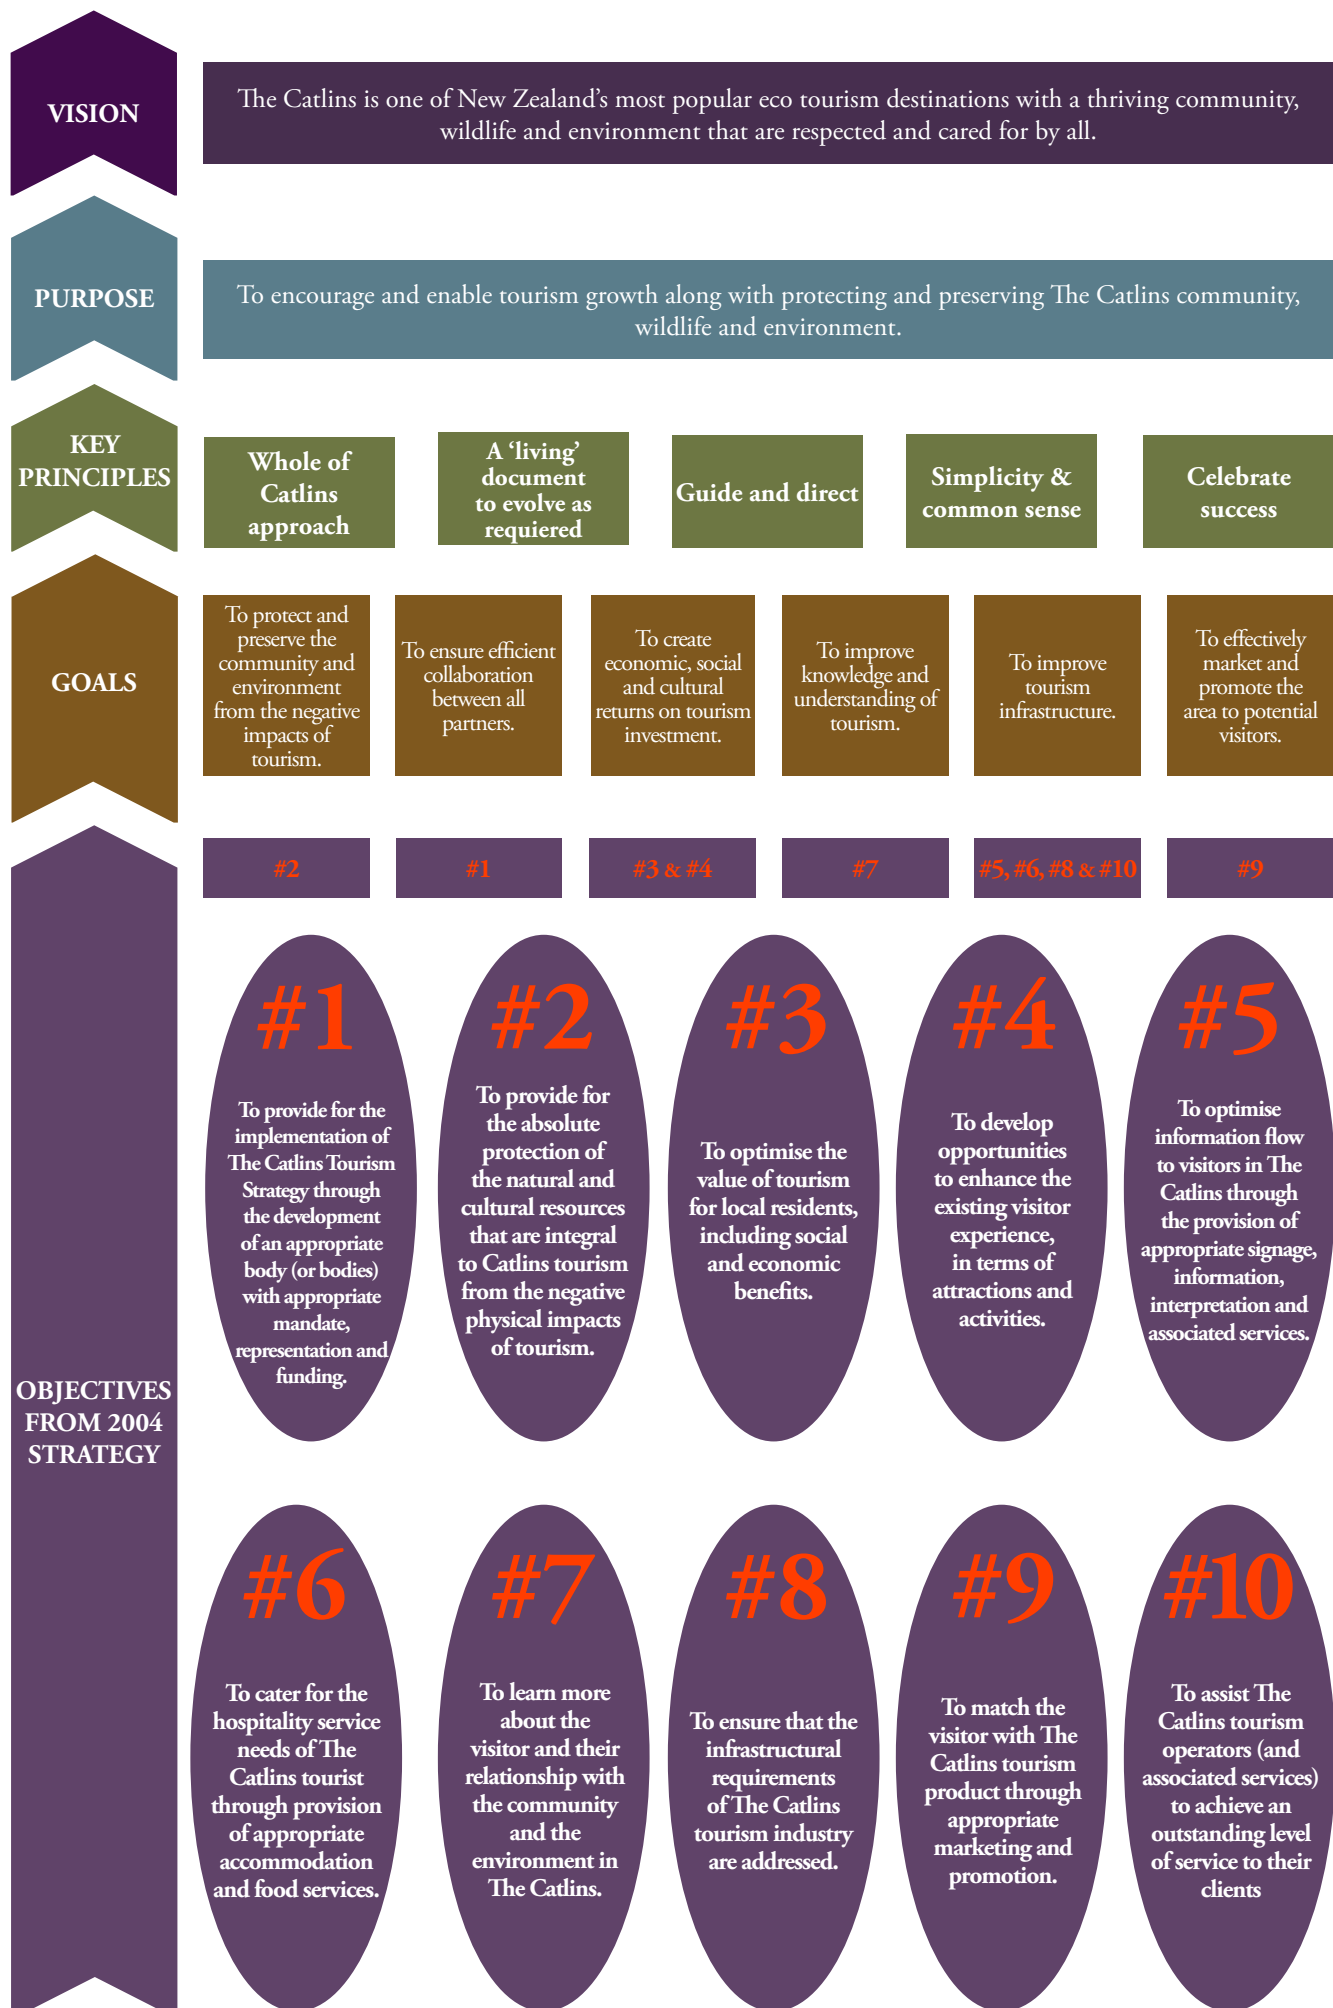 VISION
The Catlins is one of New Zealand's most popular eco tourism destinations with a thriving community,
wildlife and environment that are respected and cared for by all.
PURPOSE
To encourage and enable tourism growth along with protecting and preserving The Catlins community,
wildlife and environment.
KEY
PRINCIPLES
Whole of
Catlins
approach
A ‘living’
document
to evolve as
requiered
Guide and direct
Simplicity &
common sense
Celebrate
success
GOALS
To protect and
preserve the
community and
environment
from the negative
impacts of
tourism.
To ensure efficient
collaboration
between all
partners.
To create
economic, social
and cultural
returns on tourism
investment.
To improve
knowledge and
understanding of
tourism.
To improve
tourism
infrastructure.
To effectively
market and
promote the
area to potential
visitors.
OBJECTIVES
FROM 2004
STRATEGY
#2
#1
#3 & #4
#7
#5, #6, #8 & #10
#9
#1
To provide for the
implementation of
The Catlins Tourism
Strategy through
the development
of an appropriate
body (or bodies)
with appropriate
mandate,
representation and
funding.
#2
To provide for
the absolute
protection of
the natural and
cultural resources
that are integral
to Catlins tourism
from the negative
physical impacts
of tourism.
#3
To optimise the
value of tourism
for local residents,
including social
and economic
benefits.
#4
To develop
opportunities
to enhance the
existing visitor
experience,
in terms of
attractions and
activities.
#5
To optimise
information flow
to visitors in The
Catlins through
the provision of
appropriate signage,
information,
interpretation and
associated services.
#6
To cater for the
hospitality service
needs of The
Catlins tourist
through provision
of appropriate
accommodation
and food services.
#7
To learn more
about the
visitor and their
relationship with
the community
and the
environment in
The Catlins.
#8
To ensure that the
infrastructural
requirements
of The Catlins
tourism industry
are addressed.
#9
To match the
visitor with The
Catlins tourism
product through
appropriate
marketing and
promotion.
#10
To assist The
Catlins tourism
operators (and
associated services)
to achieve an
outstanding level
of service to their
clients